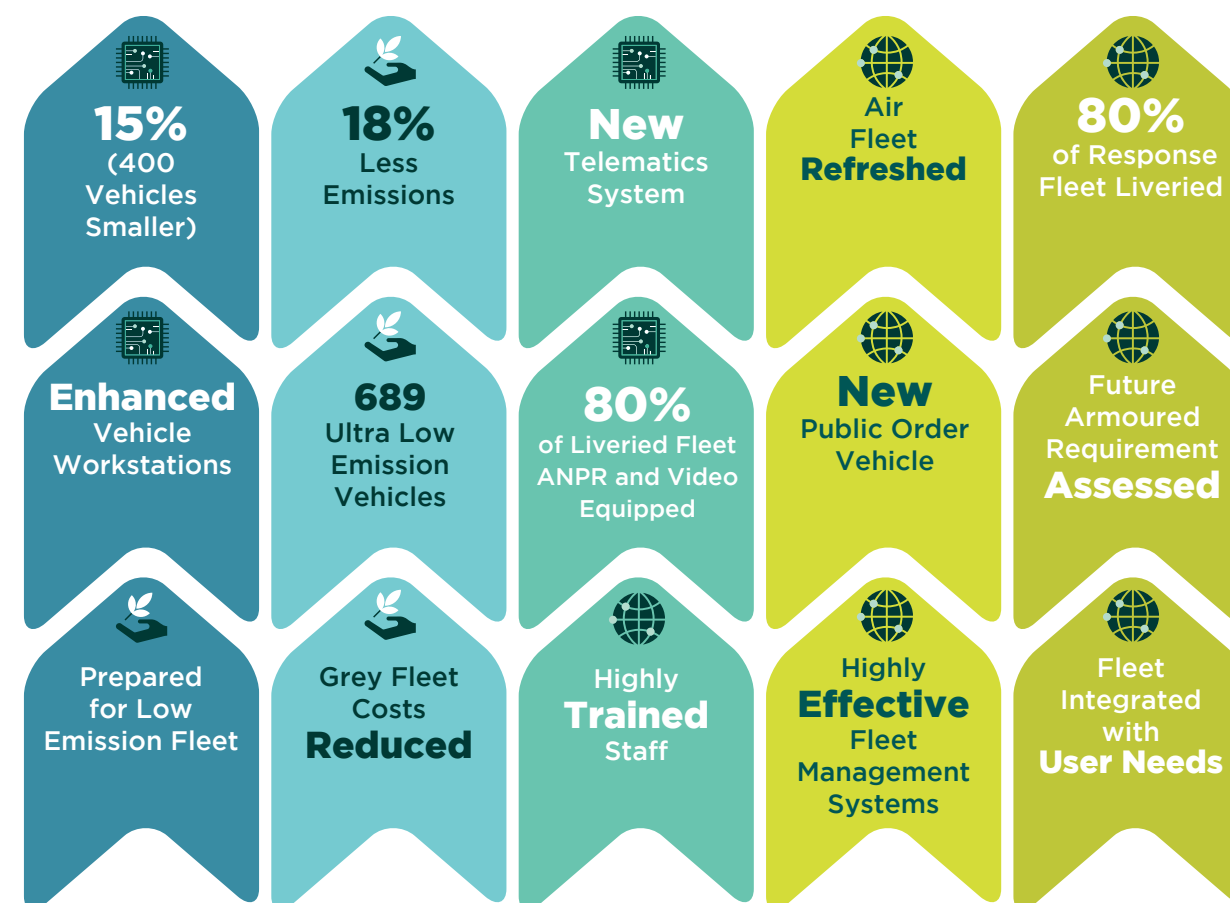 15%
(400
Vehicles
Smaller)
18%
Less
Emissions
New
Telematics
System
Air
Fleet
Refreshed
80%
of Response
Fleet Liveried
Enhanced
Vehicle
Workstations
689
Ultra Low
Emission
Vehicles
80%
of Liveried Fleet
ANPR and Video
Equipped
New
Public Order
Vehicle
Future
Armoured
Requirement
Assessed
Prepared
for Low
Emission Fleet
Grey Fleet
Costs
Reduced
Highly
Trained
Staff
Highly
Effective
Fleet
Management
Systems
Fleet
Integrated
with
User Needs